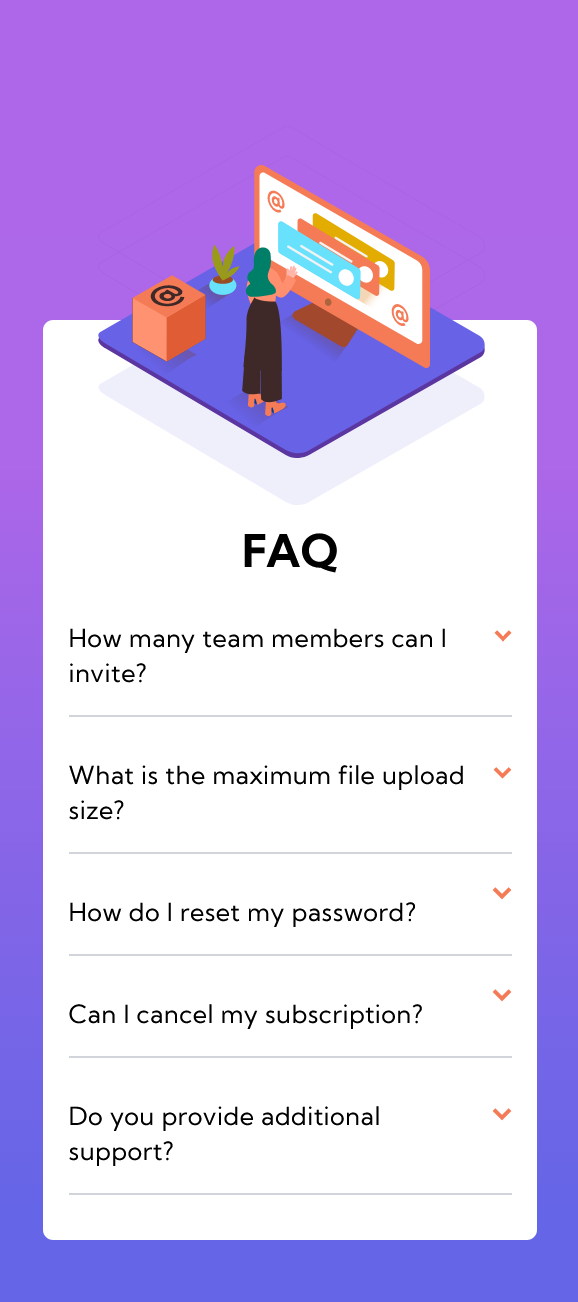 @
@
@
FAQ
How many team members can I
invite?
What is the maximum file upload
size?
How do I reset my password?
Can I cancel my subscription?
Do you provide additional
support?